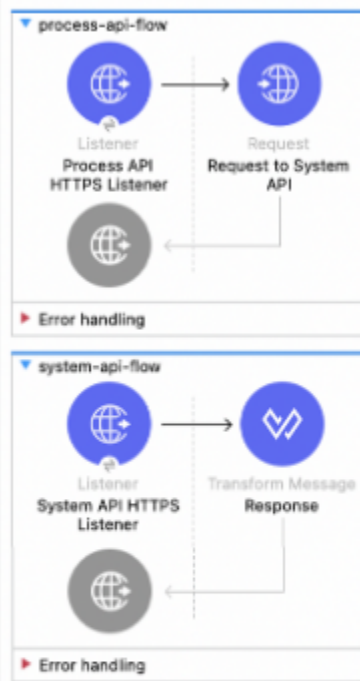 process-api-flow
Listener
Request
Process API
HTTPS Listener
Request to System
API
Error handling
system-api-flow
Listener
Transform Message
System API HTTPS
Listener
Response
Error handling